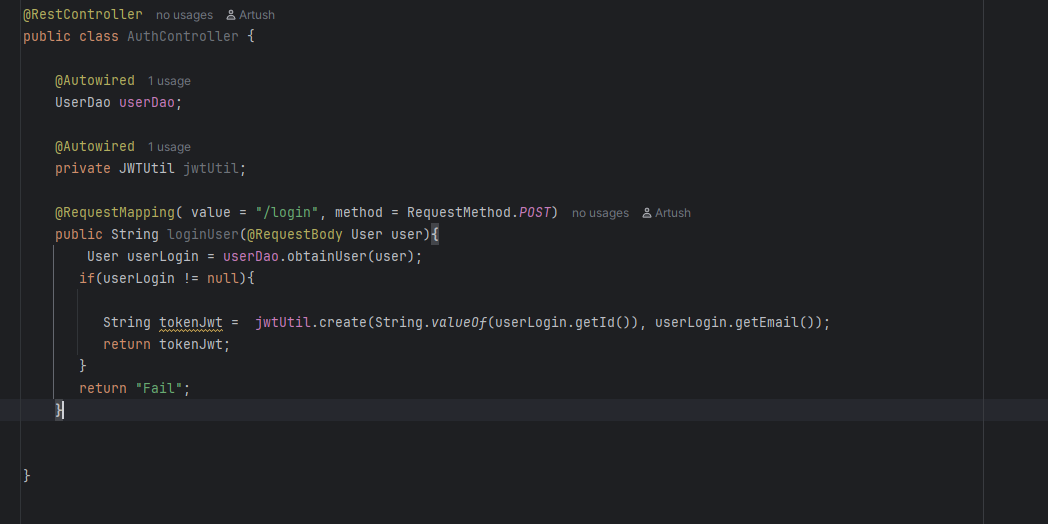 @RestController no usages Artush
public class AuthController {
@Autowired 1 usage
UserDao userDao;
@Autowired 1 usage
private JWTUtil jwtUtil;
@RequestMapping( value = "/login", method = RequestMethod.POST) no usages Artush
public String loginUser(@RequestBody User user){
User userLogin = userDao.obtainUser(user);
if(userLogin != null){
String tokenJwt = jwtUtil.create(String.valueOf(userLogin.getId()), userLogin.getEmail());
return tokenJwt;
}
return "Fail";
}
}